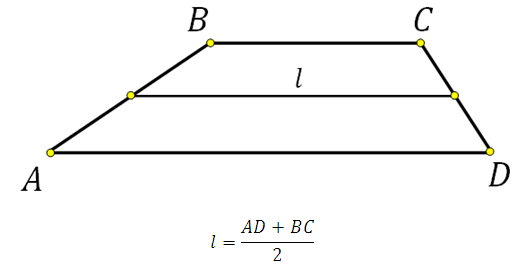 B C
l
A D
l = (AD + BC) / 2